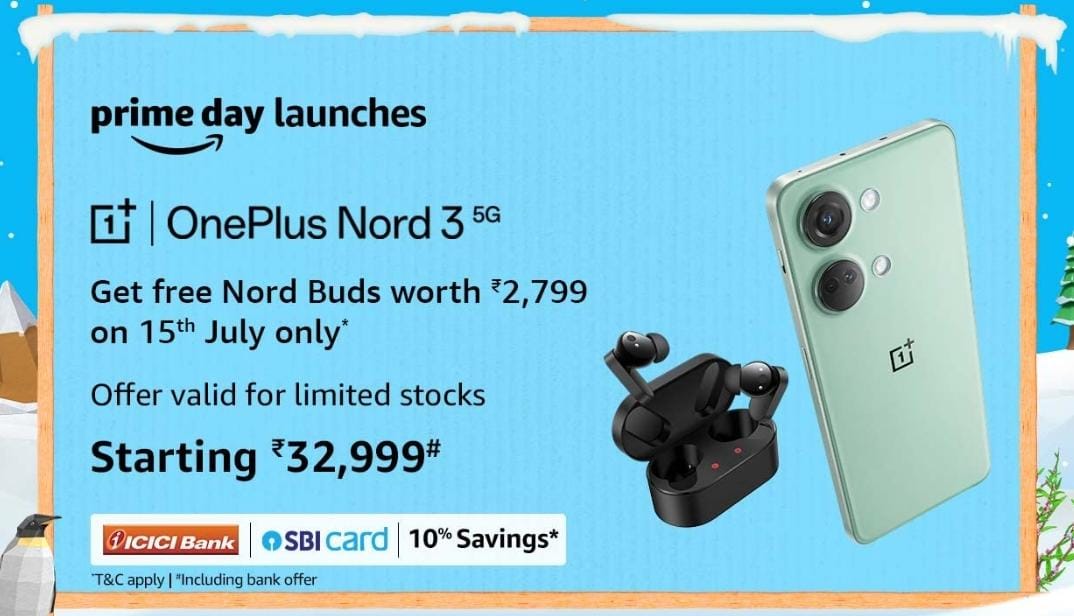 prime day launches
1+ | OnePlus Nord 3 5G
Get free Nord Buds worth ₹2,799
on 15th July only*
Offer valid for limited stocks
Starting ₹32,999#
ICICI Bank | SBI card | 10% Savings*
*T&C apply | #Including bank offer